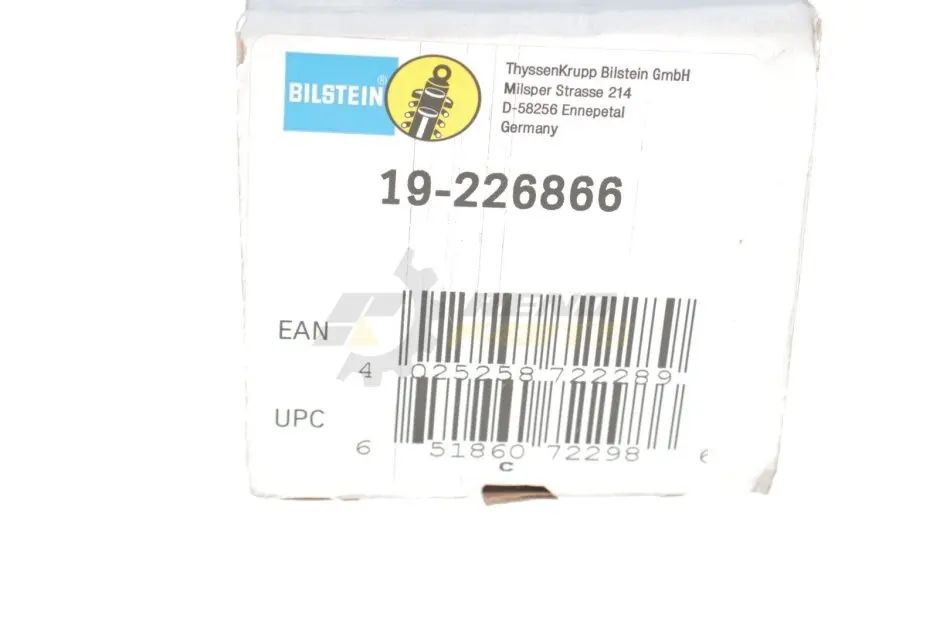 BILSTEIN®
ThyssenKrupp Bilstein GmbH
Milsper Strasse 214
D-58256 Ennepetal
Germany
19-226866
EAN
4 025258 722289
UPC
6 51860 72298 6
C